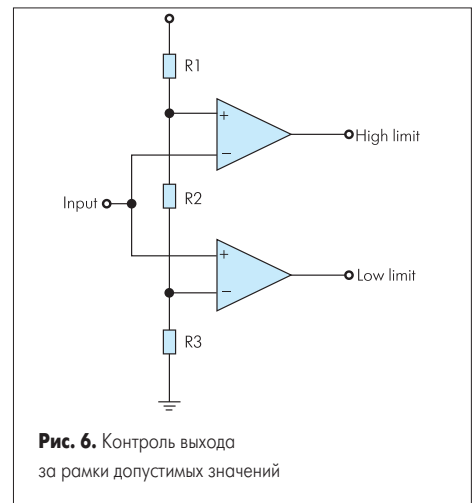 R1
+
−
High limit
Input
R2
+
−
Low limit
R3
Рис. 6. Контроль выхода
за рамки допустимых значений